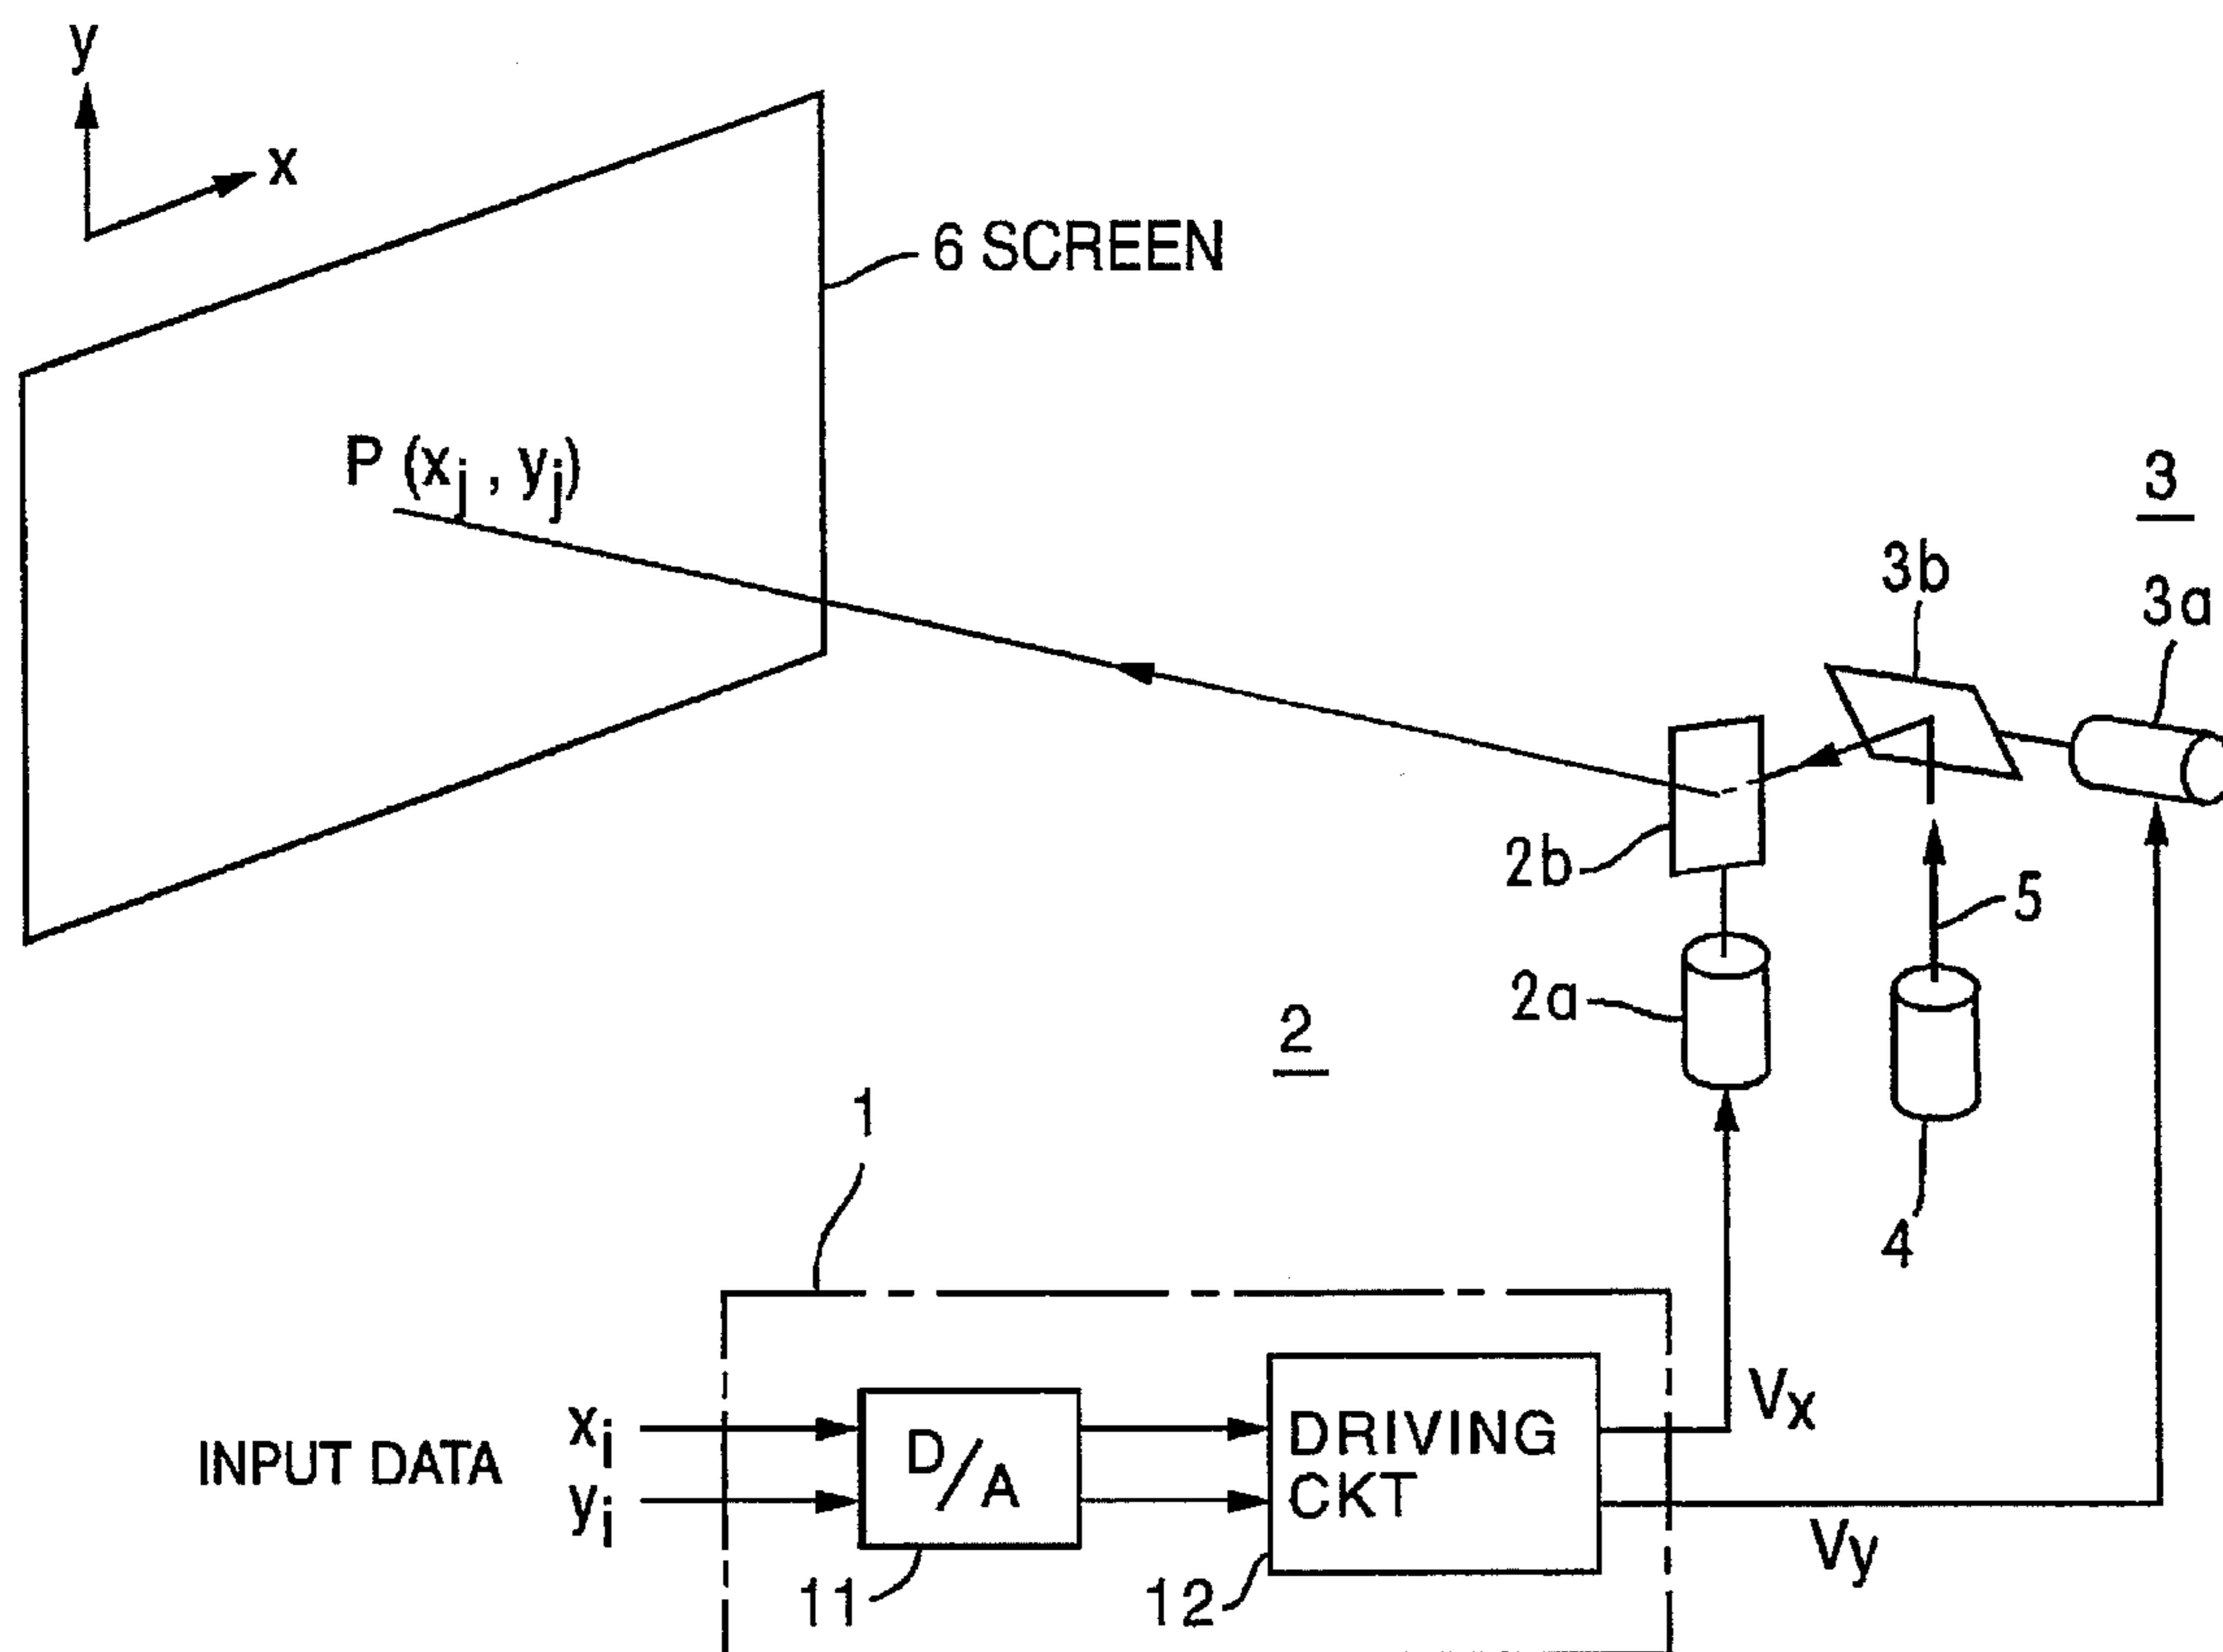 y
x
6 SCREEN
P (xj , yj)
3
3b
3a
2b
5
2a
2
4
1
Vx
INPUT DATA
xi
yi
D/A
DRIVING
CKT
11
12
Vy